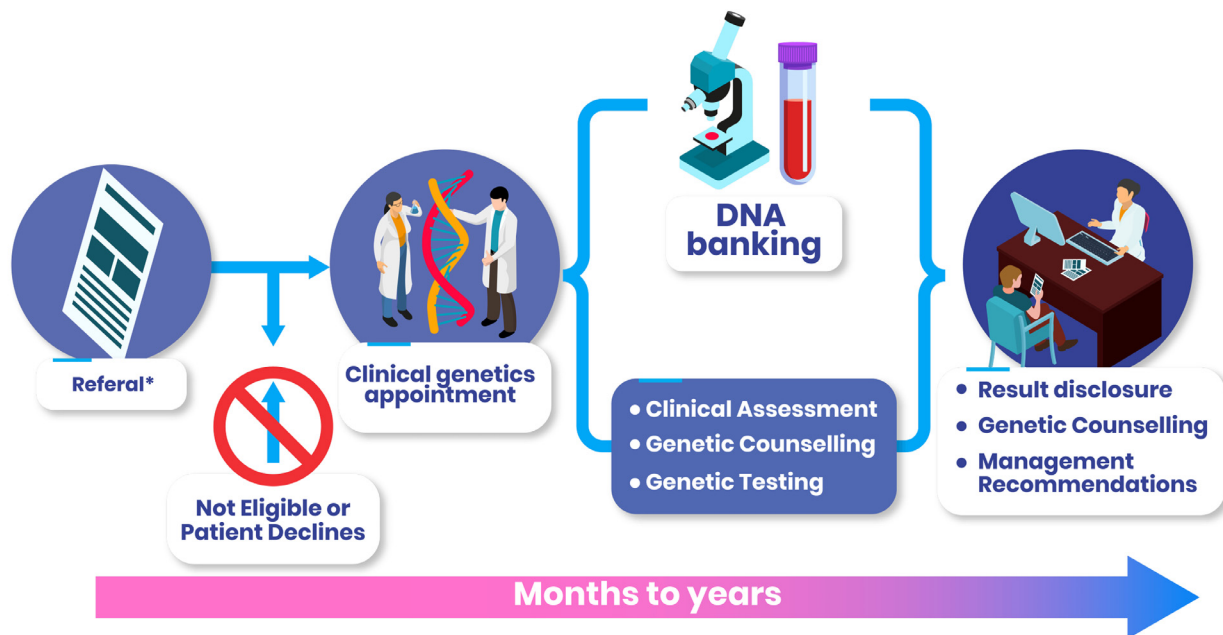 Referal*
Not Eligible or
Patient Declines
Clinical genetics
appointment
DNA
banking
• Clinical Assessment
• Genetic Counselling
• Genetic Testing
• Result disclosure
• Genetic Counselling
• Management
Recommendations
Months to years